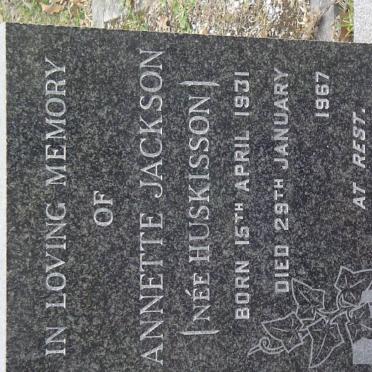 IN LOVING MEMORY
OF
ANNETTE JACKSON
(NÉE HUSKISSON)
BORN 15TH APRIL 1931
DIED 29TH JANUARY
1967
AT REST.